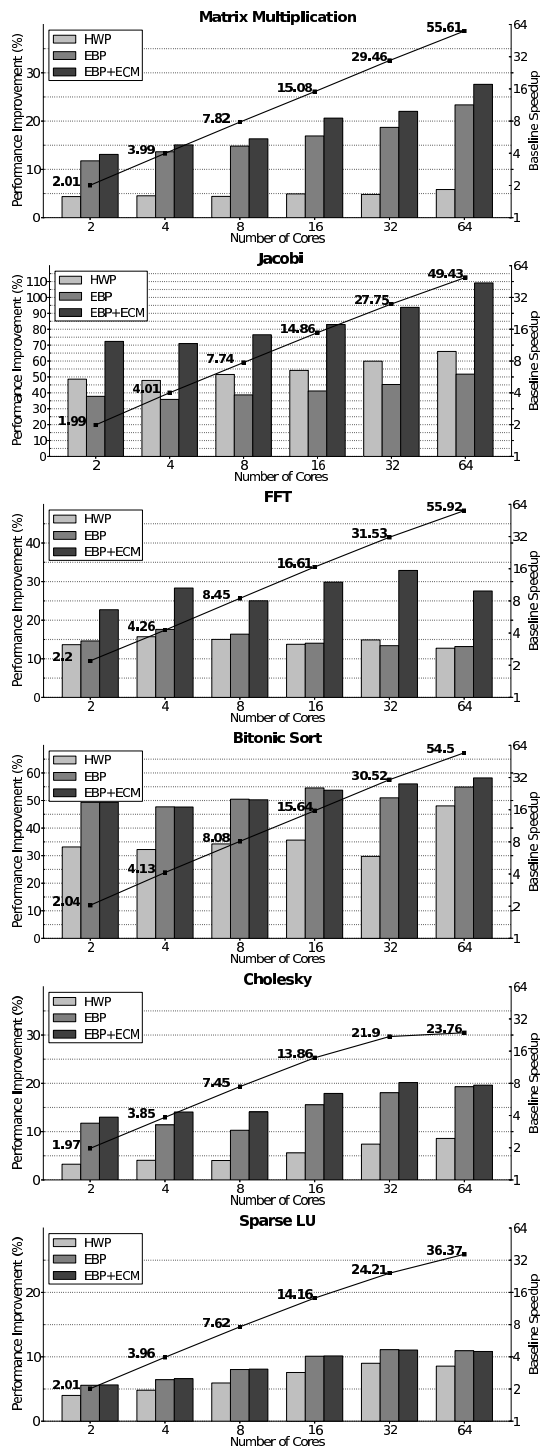 Matrix Multiplication
Performance Improvement (%)
0
10
20
30
HWP
EBP
EBP+ECM
2.01
3.99
7.82
15.08
29.46
55.61
1
2
4
8
16
32
64
Baseline Speedup
2 4 8 16 32 64
Number of Cores
Jacobi
Performance Improvement (%)
0
10
20
30
40
50
60
70
80
90
100
110
HWP
EBP
EBP+ECM
1.99
4.01
7.74
14.86
27.75
49.43
1
2
4
8
16
32
64
Baseline Speedup
2 4 8 16 32 64
Number of Cores
FFT
Performance Improvement (%)
0
10
20
30
40
HWP
EBP
EBP+ECM
2.2
4.26
8.45
16.61
31.53
55.92
1
2
4
8
16
32
64
Baseline Speedup
2 4 8 16 32 64
Number of Cores
Bitonic Sort
Performance Improvement (%)
0
10
20
30
40
50
60
HWP
EBP
EBP+ECM
2.04
4.13
8.08
15.64
30.52
54.5
1
2
4
8
16
32
64
Baseline Speedup
2 4 8 16 32 64
Number of Cores
Cholesky
Performance Improvement (%)
0
10
20
30
HWP
EBP
EBP+ECM
1.97
3.85
7.45
13.86
21.9
23.76
1
2
4
8
16
32
64
Baseline Speedup
2 4 8 16 32 64
Number of Cores
Sparse LU
Performance Improvement (%)
0
10
20
HWP
EBP
EBP+ECM
2.01
3.96
7.62
14.16
24.21
36.37
1
2
4
8
16
32
64
Baseline Speedup
2 4 8 16 32 64
Number of Cores